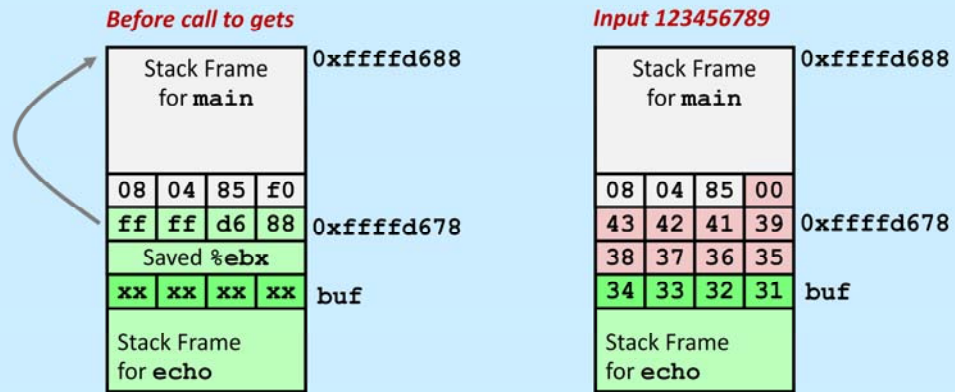 Before call to gets
Stack Frame
for main
0xffffd688
08 04 85 f0
ff ff d6 88
0xffffd678
Saved %ebx
xx xx xx xx
buf
Stack Frame
for echo
Input 123456789
Stack Frame
for main
0xffffd688
08 04 85 00
43 42 41 39
0xffffd678
38 37 36 35
34 33 32 31
buf
Stack Frame
for echo